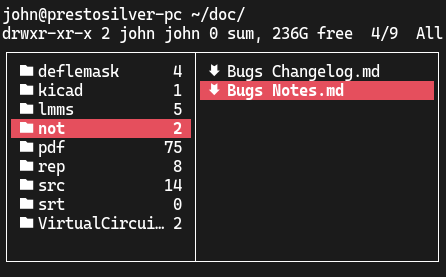 john@prestosilver-pc ~/doc/
drwxr-xr-x 2 john john 0 sum, 236G free 4/9 All
deflemask 4
kicad 1
lmms 5
not 2
pdf 75
rep 8
src 14
srt 0
VirtualCircui… 2
Bugs Changelog.md
Bugs Notes.md